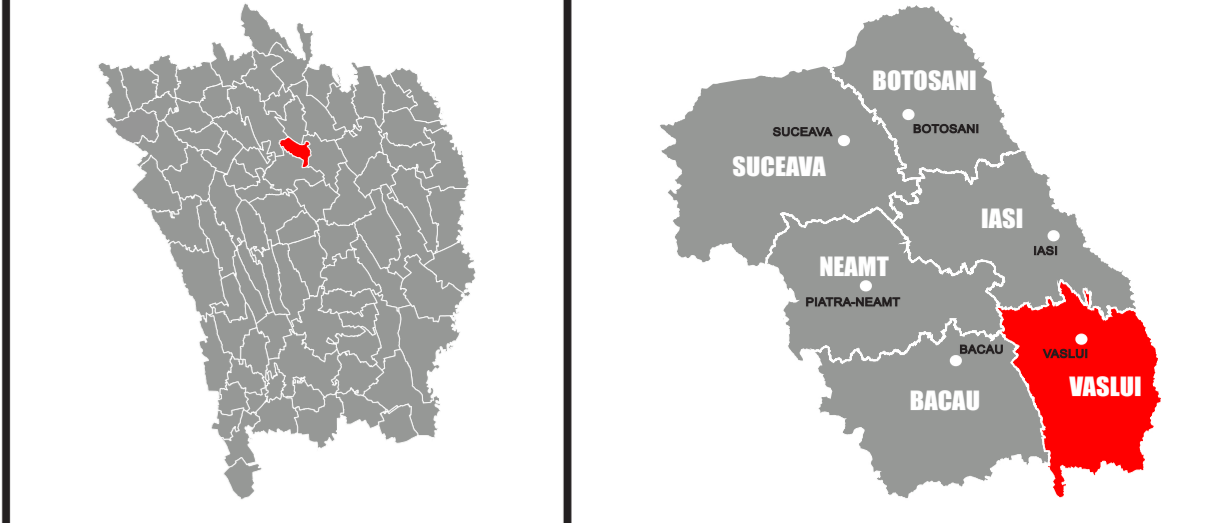 BOTOSANI
BOTOSANI
SUCEAVA
SUCEAVA
IASI
IASI
NEAMT
PIATRA-NEAMT
BACAU
VASLUI
VASLUI
BACAU